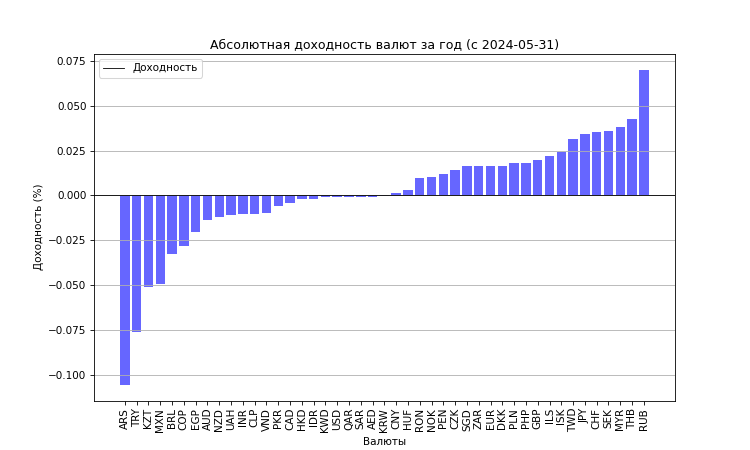 Абсолютная доходность валют за год (с 2024-05-31)
Доходность
0.075
0.050
0.025
0.000
−0.025
−0.050
−0.075
−0.100
Доходность (%)
ARS TRY KZT MXN BRL COP EGP AUD NZD UAH INR CLP VND PKR CAD HKD IDR KWD USD QAR SAR AED KRW CNY HUF RON NOK PEN CZK SGD ZAR EUR DKK PLN PHP GBP ILS ISK TWD JPY CHF SEK MYR THB RUB
Валюты